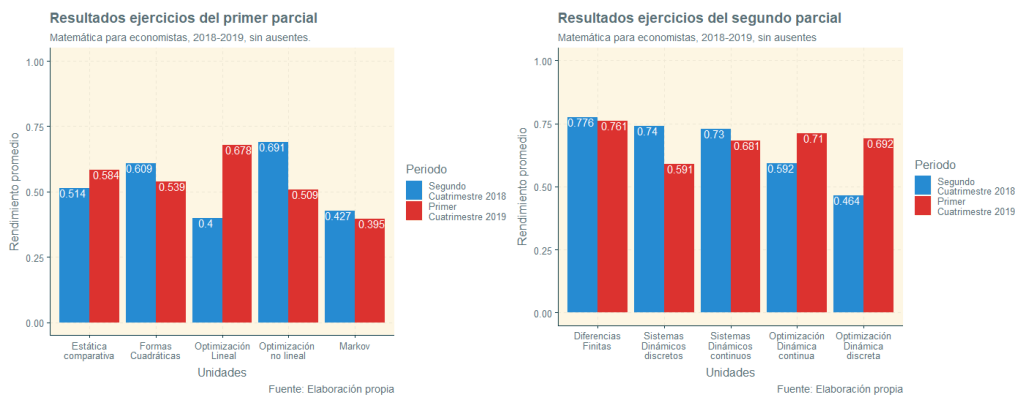 Resultados ejercicios del primer parcial
Matemática para economistas, 2018-2019, sin ausentes.
Rendimiento promedio
1.00
0.75
0.50
0.25
0.00
0.514
0.584
0.609
0.539
0.4
0.678
0.691
0.509
0.427
0.395
Estática
comparativa
Formas
Cuadráticas
Optimización
Lineal
Optimización
no lineal
Markov
Unidades
Fuente: Elaboración propia
Periodo
Segundo
Cuatrimestre 2018
Primer
Cuatrimestre 2019
Resultados ejercicios del segundo parcial
Matemática para economistas, 2018-2019, sin ausentes
Rendimiento promedio
1.00
0.75
0.50
0.25
0.00
0.776
0.761
0.74
0.591
0.73
0.681
0.592
0.71
0.464
0.692
Diferencias
Finitas
Sistemas
Dinámicos
discretos
Sistemas
Dinámicos
continuos
Optimización
Dinámica
continua
Optimización
Dinámica
discreta
Unidades
Fuente: Elaboración propia
Periodo
Segundo
Cuatrimestre 2018
Primer
Cuatrimestre 2019